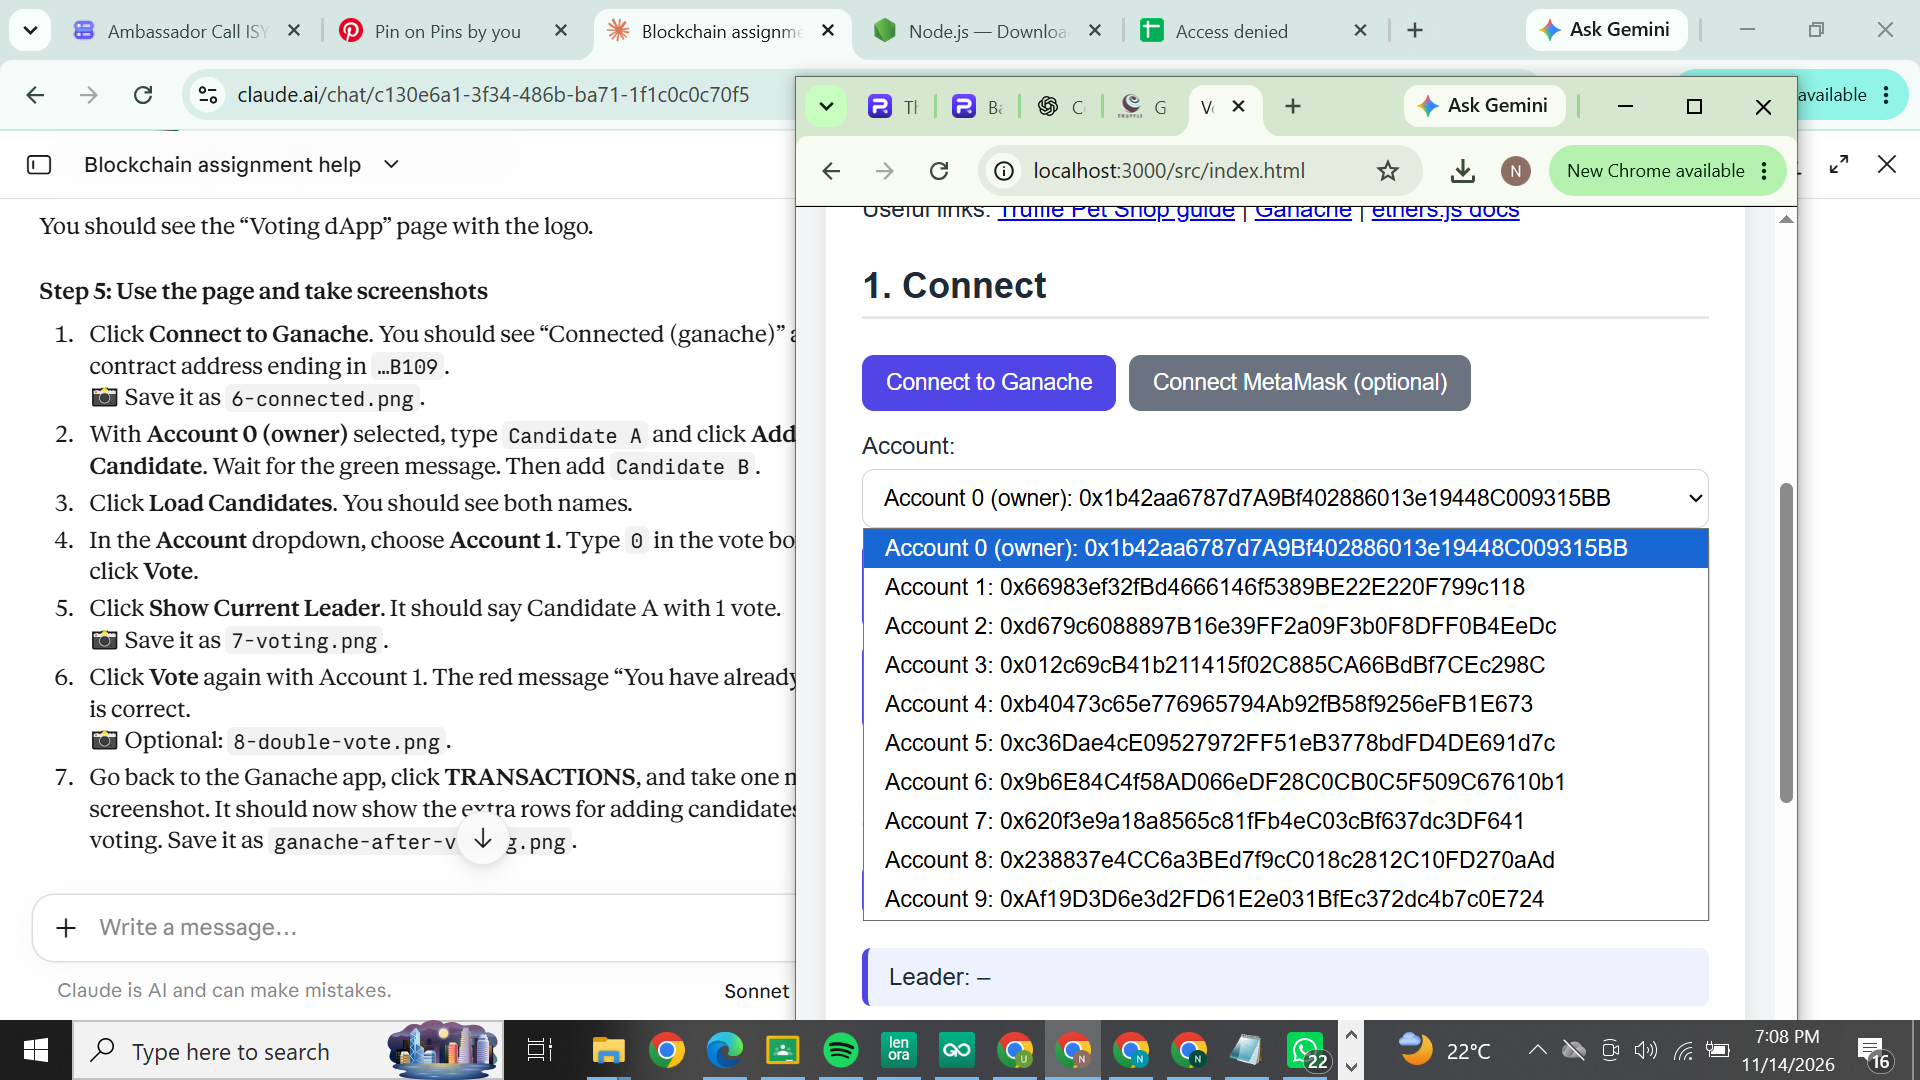 Ambassador Call ISY
Pin on Pins by you
Blockchain assignme
Node.js — Downloa
Access denied
Ask Gemini
claude.ai/chat/c130e6a1-3f34-486b-ba71-1f1c0c0c70f5
available
Blockchain assignment help
You should see the “Voting dApp” page with the logo.
Step 5: Use the page and take screenshots
1. Click Connect to Ganache. You should see “Connected (ganache)” a
contract address ending in …B109.
📸 Save it as 6-connected.png.
2. With Account 0 (owner) selected, type Candidate A and click Add
Candidate. Wait for the green message. Then add Candidate B.
3. Click Load Candidates. You should see both names.
4. In the Account dropdown, choose Account 1. Type 0 in the vote bo
click Vote.
5. Click Show Current Leader. It should say Candidate A with 1 vote.
📸 Save it as 7-voting.png.
6. Click Vote again with Account 1. The red message “You have already
is correct.
📸 Optional: 8-double-vote.png.
7. Go back to the Ganache app, click TRANSACTIONS, and take one
screenshot. It should now show the extra rows for adding candidates
voting. Save it as ganache-after-v g.png.
Write a message...
Claude is AI and can make mistakes.
Sonnet
Th
Ba
C
G
Vo
Ask Gemini
localhost:3000/src/index.html
N
New Chrome available
Useful links: Truffle Pet Shop guide | Ganache | ethers.js docs
1. Connect
Connect to Ganache
Connect MetaMask (optional)
Account:
Account 0 (owner): 0x1b42aa6787d7A9Bf402886013e19448C009315BB
Account 0 (owner): 0x1b42aa6787d7A9Bf402886013e19448C009315BB
Account 1: 0x66983ef32fBd4666146f5389BE22E220F799c118
Account 2: 0xd679c6088897B16e39FF2a09F3b0F8DFF0B4EeDc
Account 3: 0x012c69cB41b211415f02C885CA66BdBf7CEc298C
Account 4: 0xb40473c65e776965794Ab92fB58f9256eFB1E673
Account 5: 0xc36Dae4cE09527972FF51eB3778bdFD4DE691d7c
Account 6: 0x9b6E84C4f58AD066eDF28C0CB0C5F509C67610b1
Account 7: 0x620f3e9a18a8565c81fFb4eC03cBf637dc3DF641
Account 8: 0x238837e4CC6a3BEd7f9cC018c2812C10FD270aAd
Account 9: 0xAf19D3D6e3d2FD61E2e031BfEc372dc4b7c0E724
Leader: –
Type here to search
len
ora
22
22°C
7:08 PM
11/14/2026
16